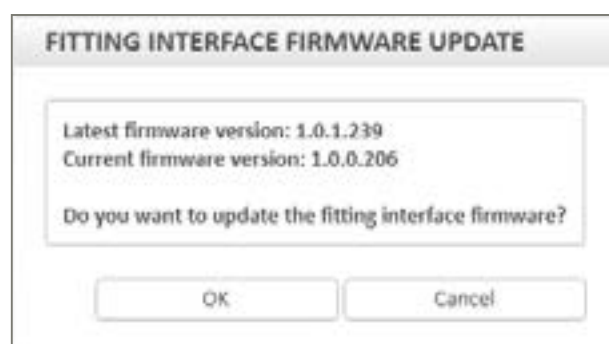 FITTING INTERFACE FIRMWARE UPDATE
Latest firmware version: 1.0.1.239
Current firmware version: 1.0.0.206
Do you want to update the fitting interface firmware?
OK
Cancel